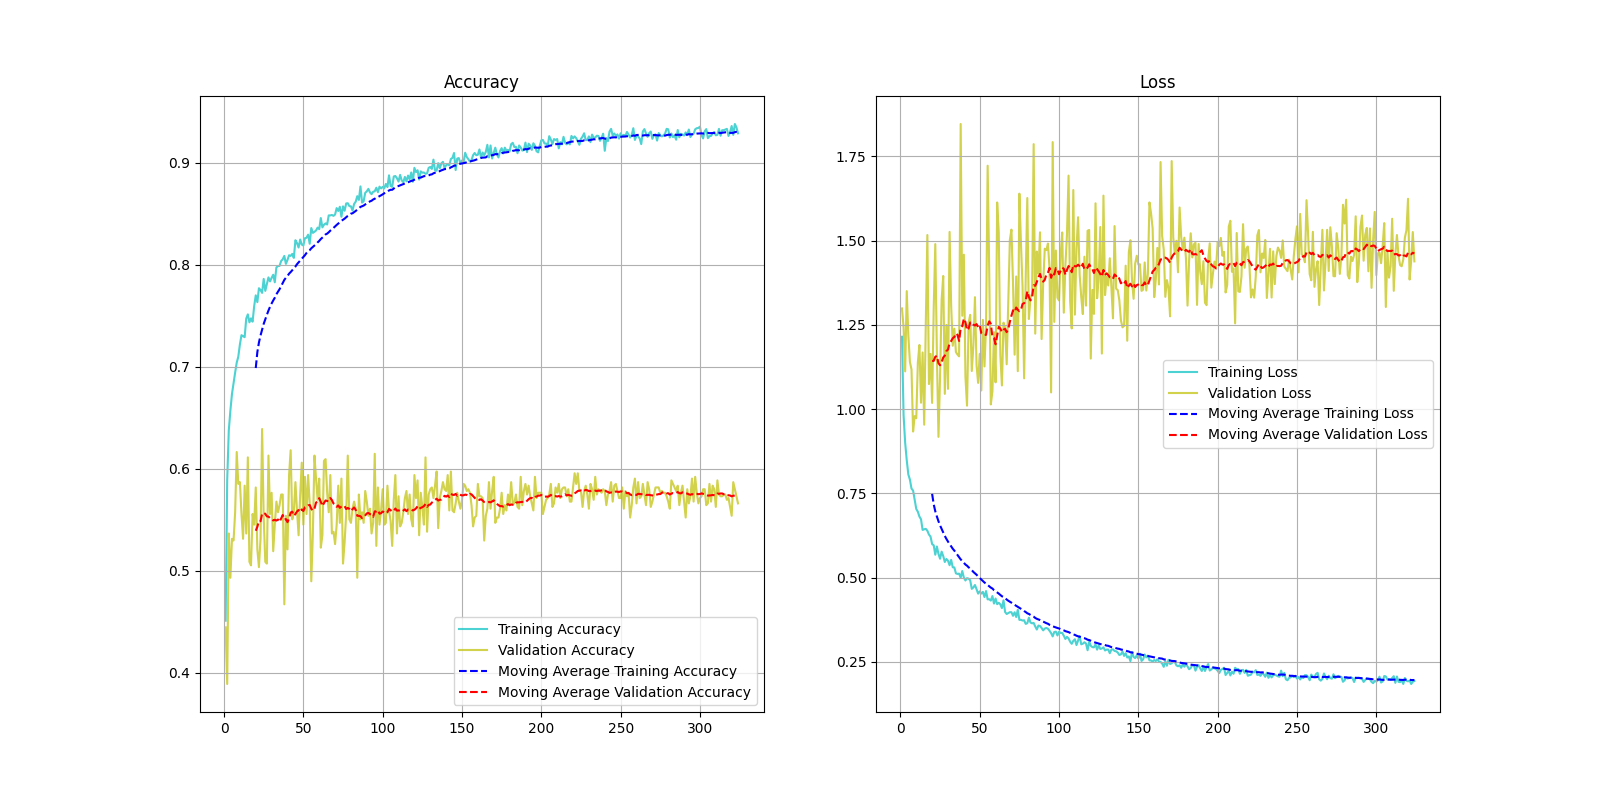 Accuracy
0.9
0.8
0.7
0.6
0.5
0.4
0 50 100 150 200 250 300
Training Accuracy
Validation Accuracy
Moving Average Training Accuracy
Moving Average Validation Accuracy
Loss
1.75
1.50
1.25
1.00
0.75
0.50
0.25
0 50 100 150 200 250 300
Training Loss
Validation Loss
Moving Average Training Loss
Moving Average Validation Loss